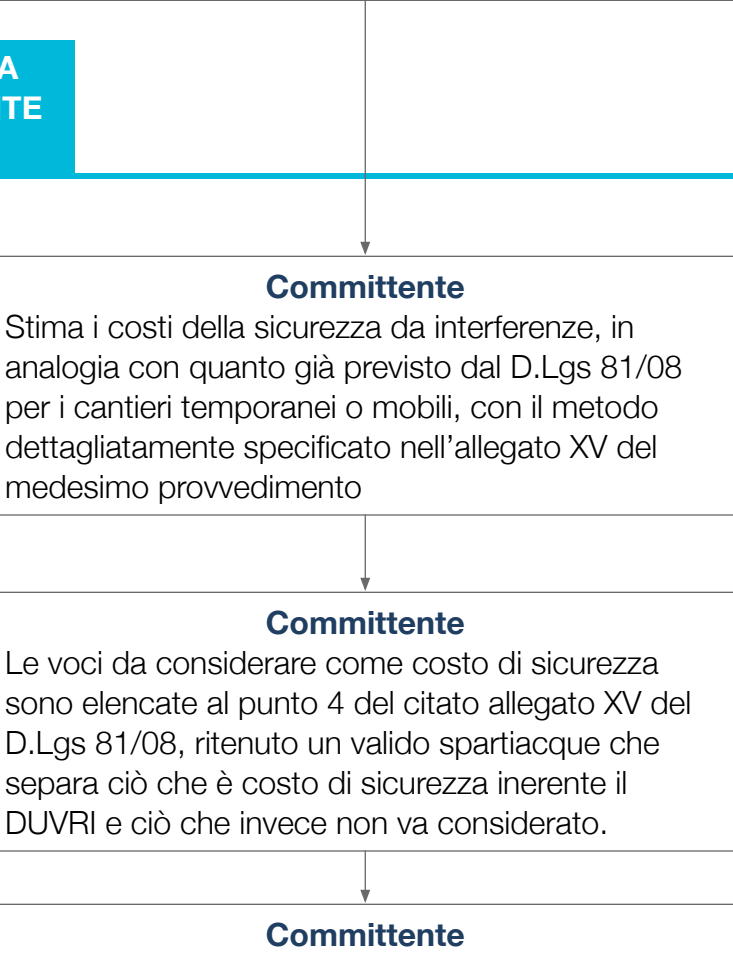 A
TE
Committente
Stima i costi della sicurezza da interferenze, in
analogia con quanto già previsto dal D.Lgs 81/08
per i cantieri temporanei o mobili, con il metodo
dettagliatamente specificato nell’allegato XV del
medesimo provvedimento
Committente
Le voci da considerare come costo di sicurezza
sono elencate al punto 4 del citato allegato XV del
D.Lgs 81/08, ritenuto un valido spartiacque che
separa ciò che è costo di sicurezza inerente il
DUVRI e ciò che invece non va considerato.
Committente